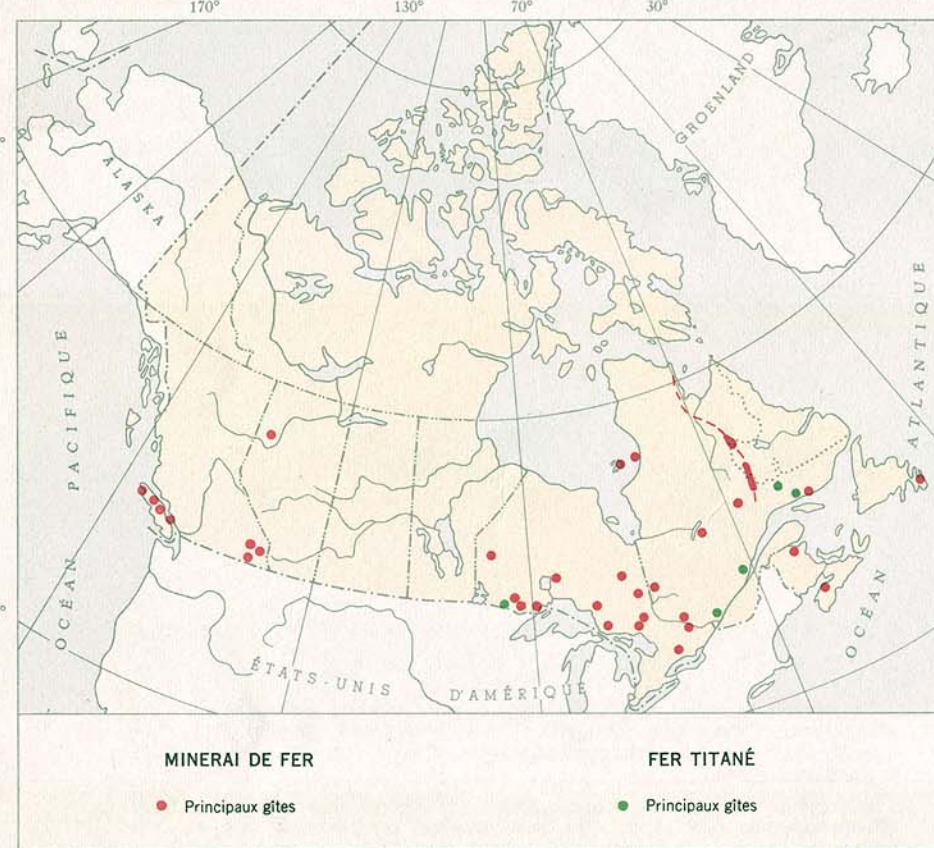 170° 130° 70° 30°
GROENLAND
ALASKA
OCÉAN PACIFIQUE
OCÉAN ATLANTIQUE
ÉTATS-UNIS D'AMÉRIQUE
MINERAI DE FER
Principaux gîtes
FER TITANÉ
Principaux gîtes